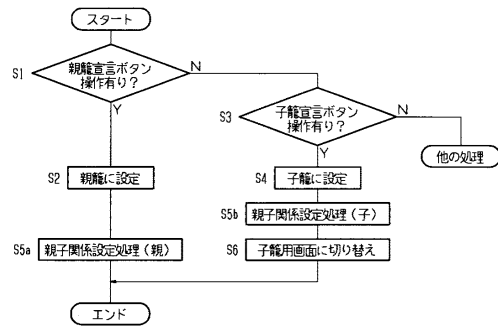 スタート
S1
親籠宣言ボタン
操作有り？
N
Y
S3
子籠宣言ボタン
操作有り？
N
Y
他の処理
S2
親籠に設定
S4
子籠に設定
S5b
親子関係設定処理（子）
S5a
親子関係設定処理（親）
S6
子籠用画面に切り替え
エンド